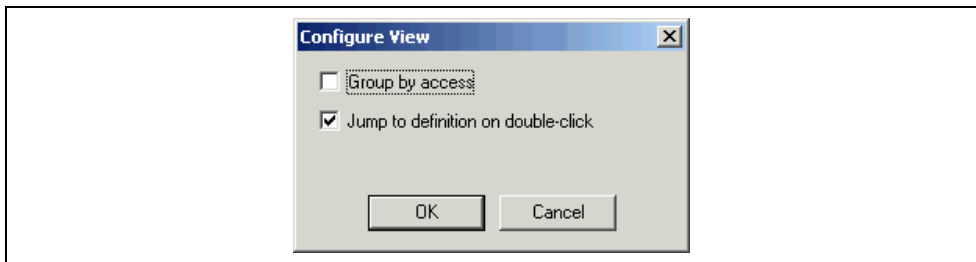 Configure View
Group by access
Jump to definition on double-click
OK
Cancel